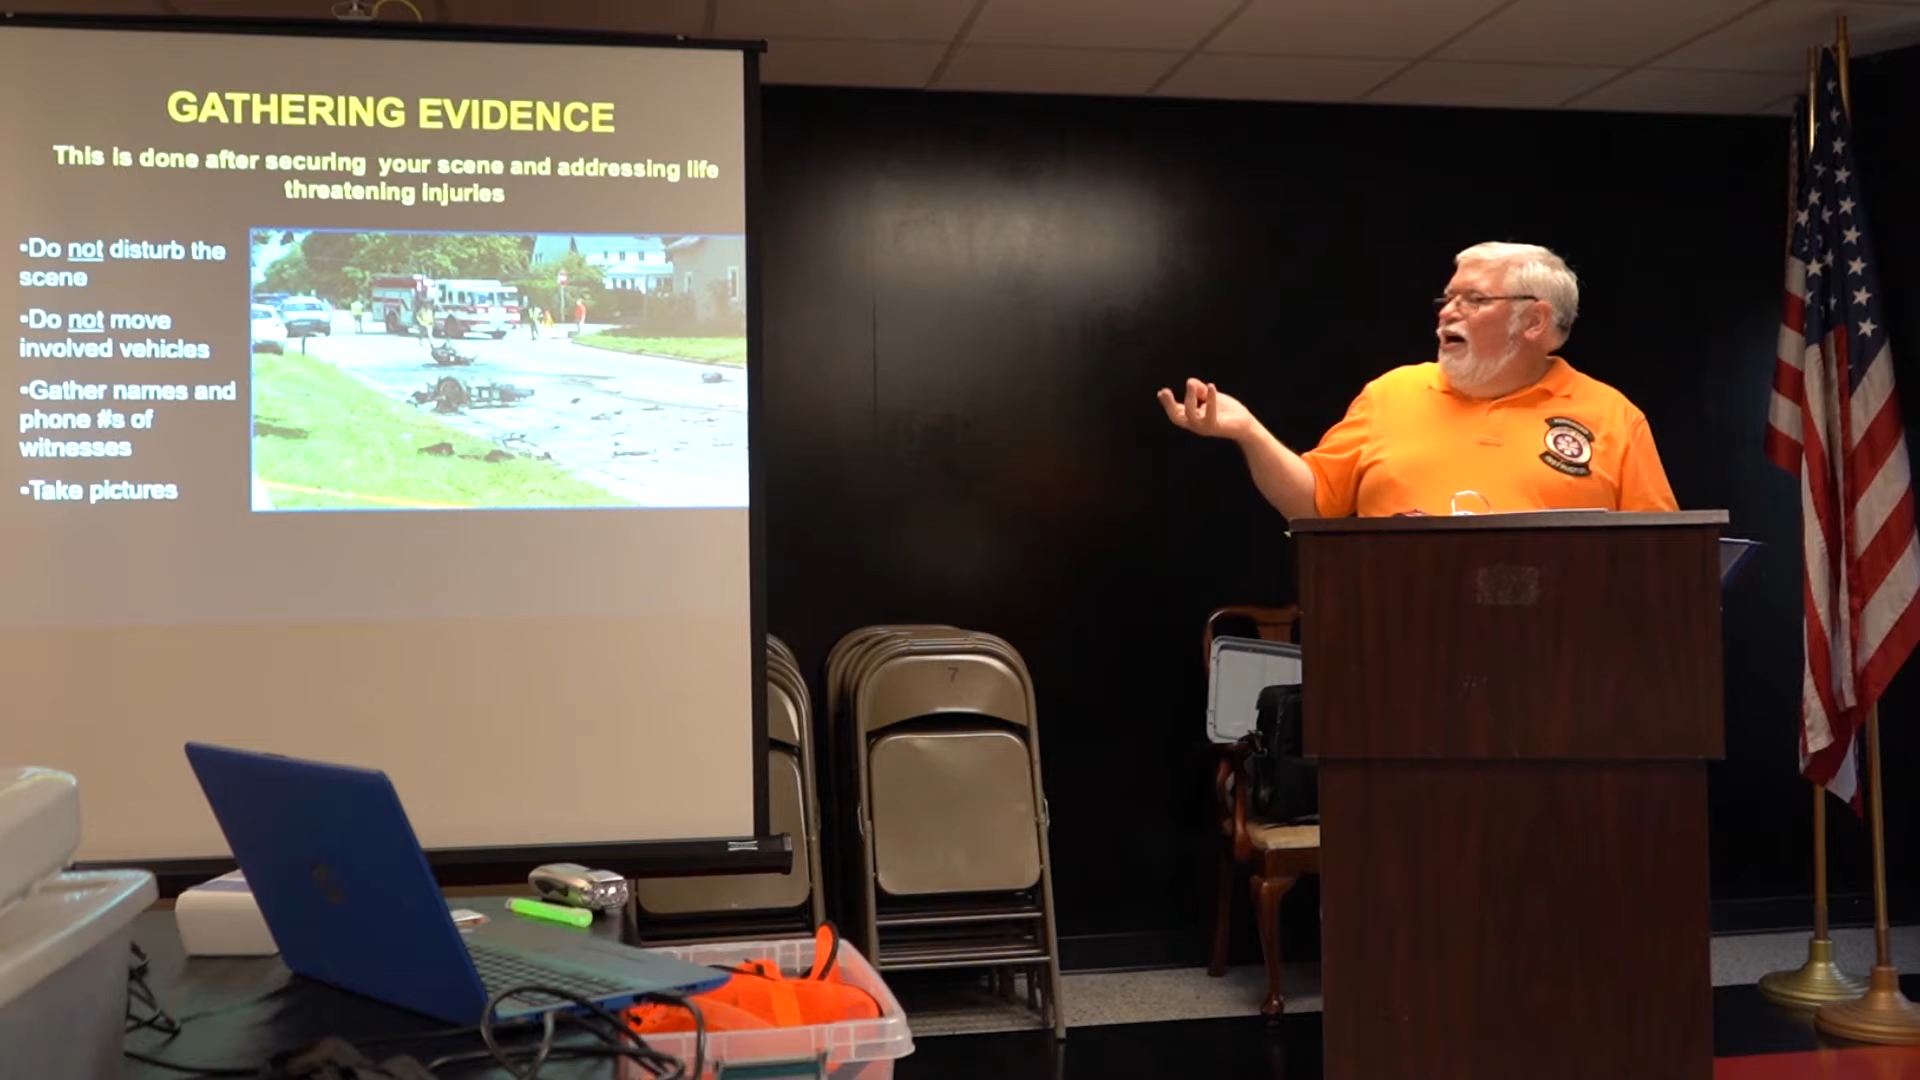 GATHERING EVIDENCE
This is done after securing your scene and addressing life
threatening injuries
•Do not disturb the
scene
•Do not move
involved vehicles
•Gather names and
phone #s of
witnesses
•Take pictures
7